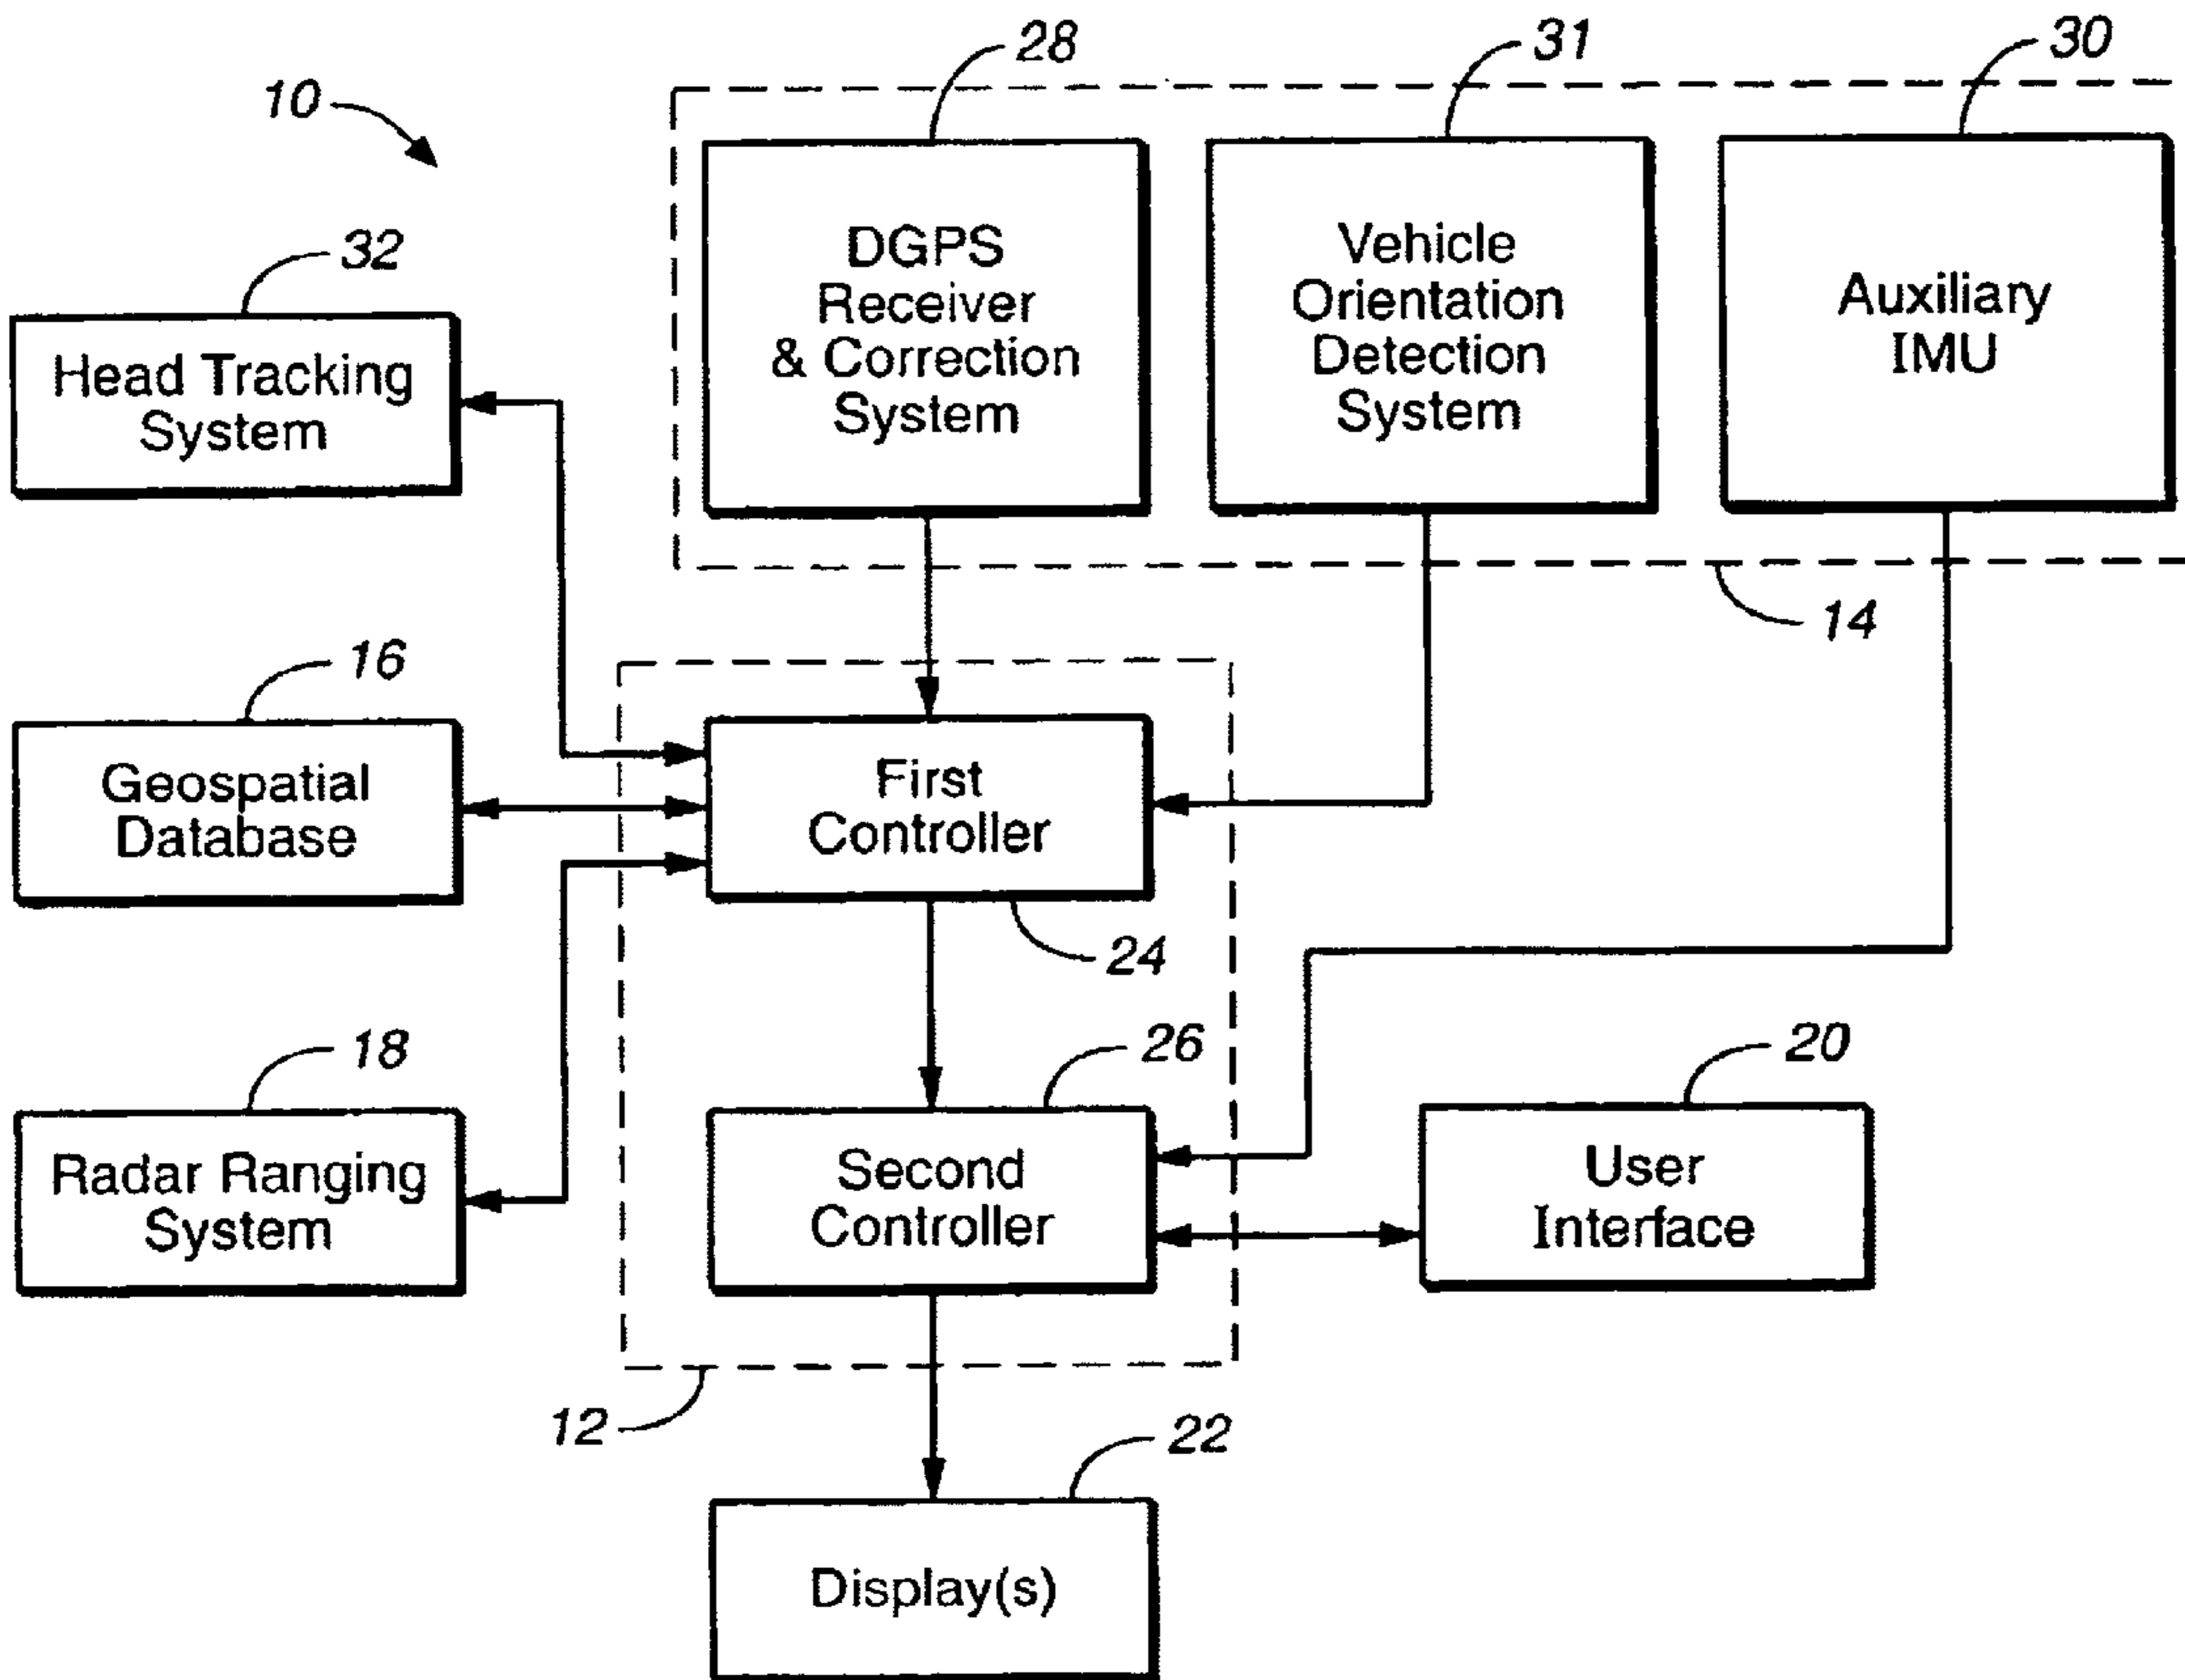 28
31
30
10
DGPS
Receiver
& Correction
System
Vehicle
Orientation
Detection
System
Auxiliary
IMU
32
Head Tracking
System
14
16
Geospatial
Database
First
Controller
24
18
Radar Ranging
System
26
Second
Controller
20
User
Interface
12
22
Display(s)